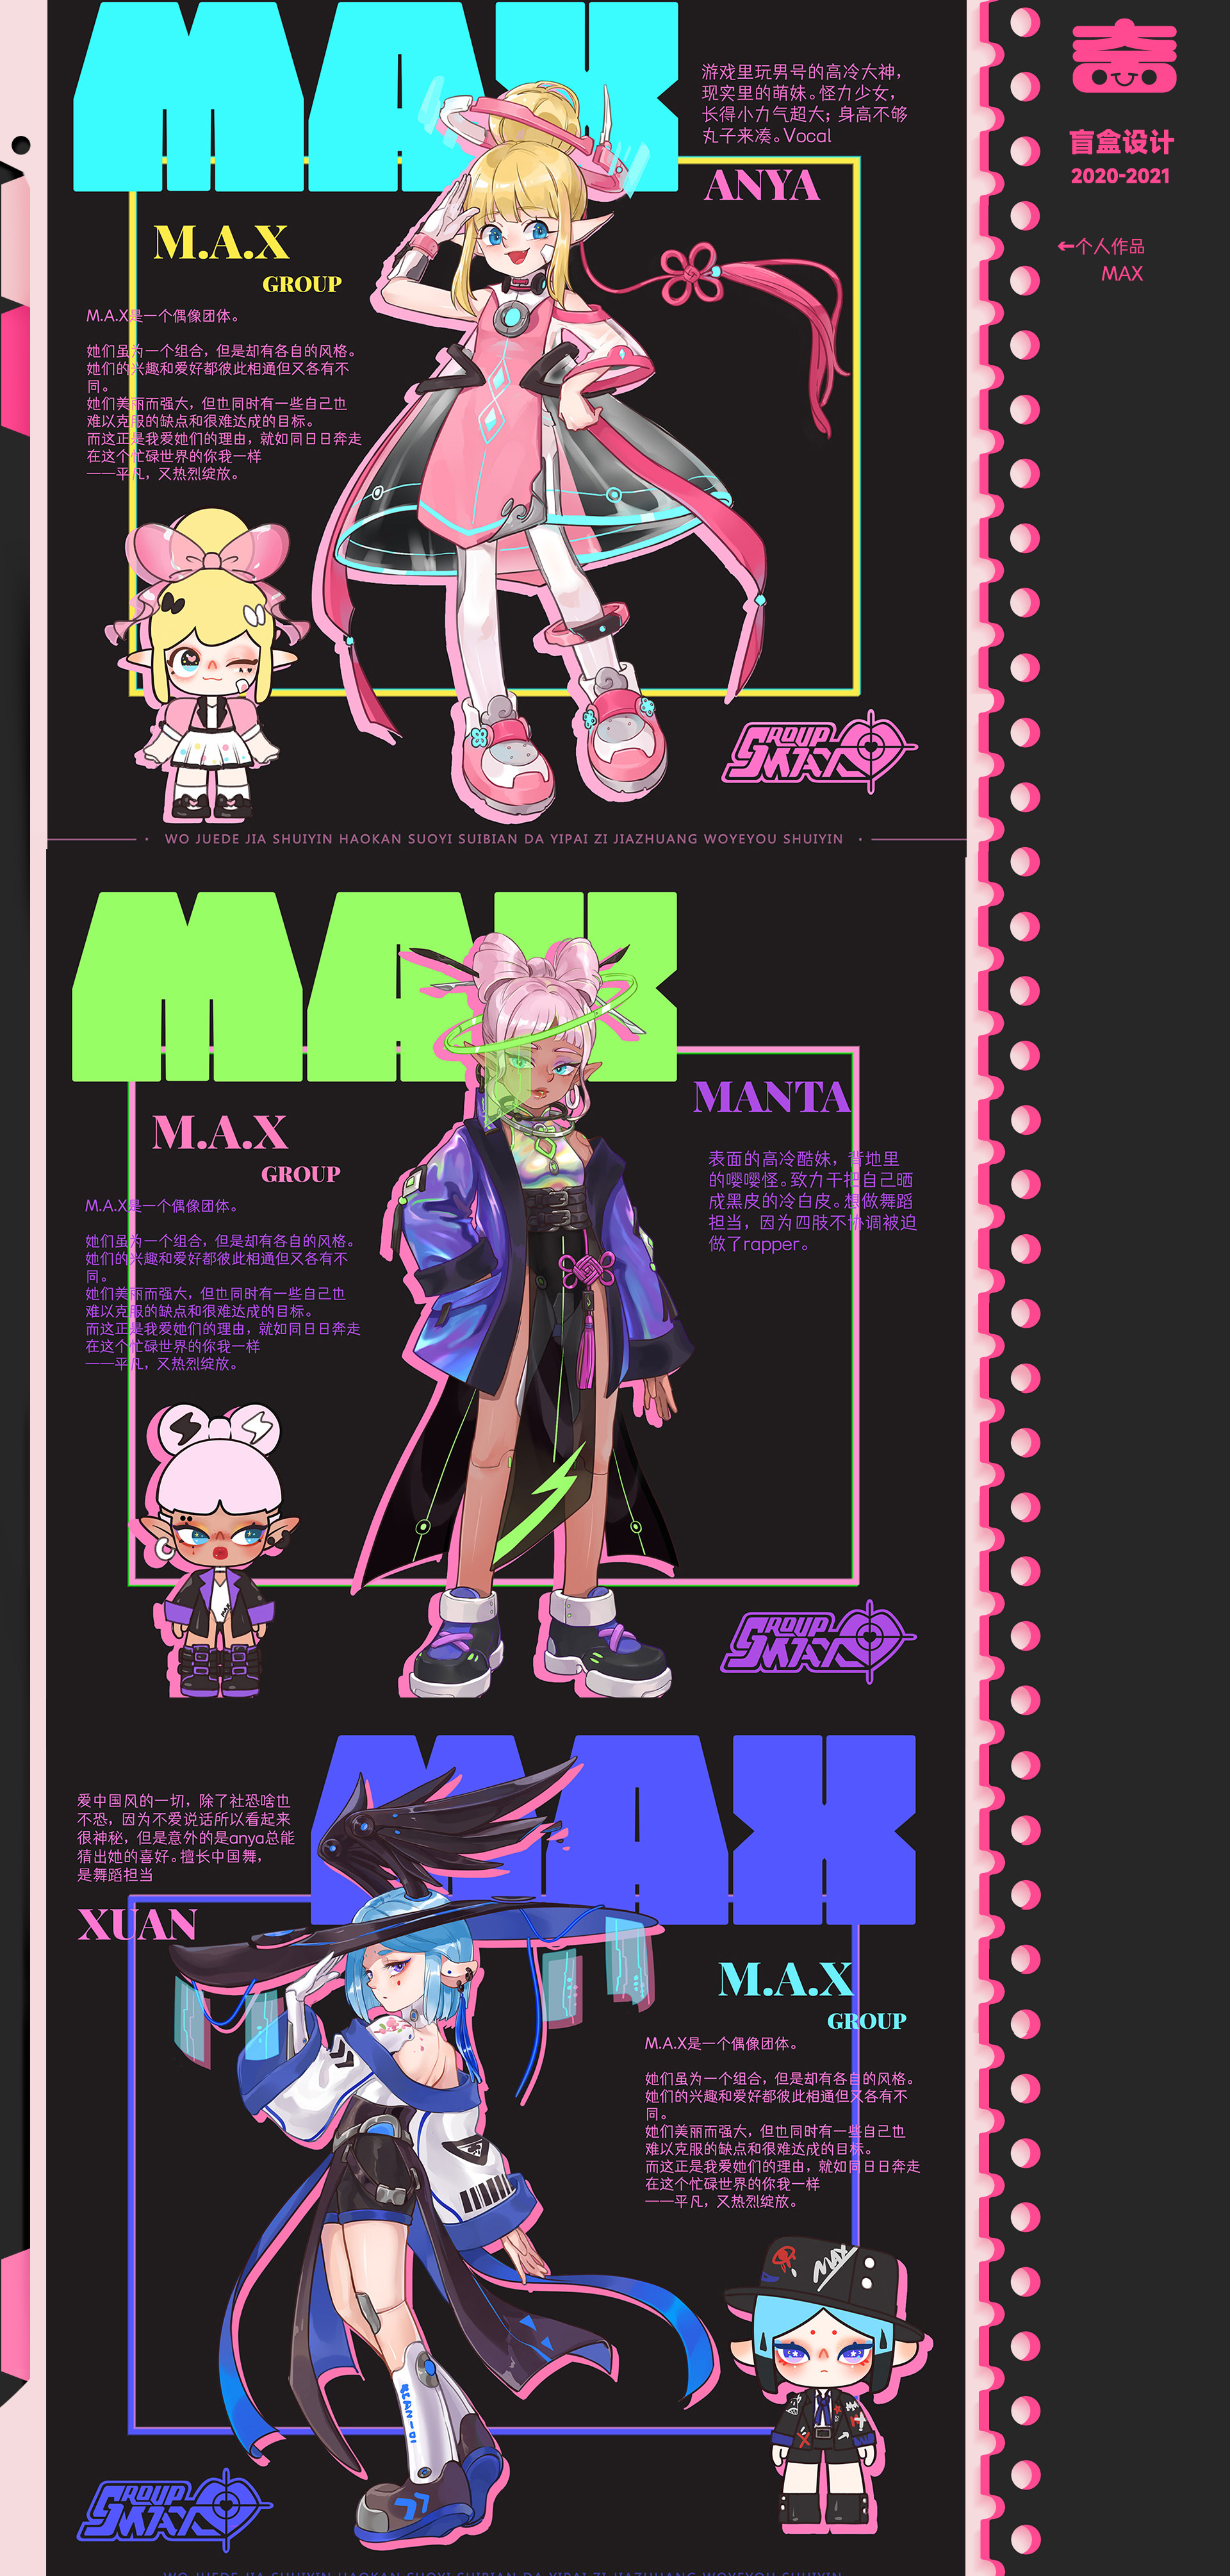 MAX
游戏里玩男号的高冷大神，
现实里的萌妹。怪力少女，
长得小力气超大；身高不够
丸子来凑。Vocal
ANYA
M.A.X
GROUP
M.A.X是一个偶像团体。
她们虽为一个组合，但是却有各自的风格。
她们的兴趣和爱好都彼此相通但又各有不
同。
她们美丽而强大，但也同时有一些自己也
难以克服的缺点和很难达成的目标。
而这正是我爱她们的理由，就如同日日奔走
在这个忙碌世界的你我一样
——平凡，又热烈绽放。
GROUP
MAX
WO JUEDE JIA SHUIYIN HAOKAN SUOYI SUIBIAN DA YIPAI ZI JIAZHUANG WOYEYOU SHUIYIN
盲盒设计
2020-2021
←个人作品
MAX
MAX
MANTA
M.A.X
GROUP
表面的高冷酷妹，背地里
的嘤嘤怪。致力于把自己晒
成黑皮的冷白皮。想做舞蹈
担当，因为四肢不协调被迫
做了rapper。
M.A.X是一个偶像团体。
她们虽为一个组合，但是却有各自的风格。
她们的兴趣和爱好都彼此相通但又各有不
同。
她们美丽而强大，但也同时有一些自己也
难以克服的缺点和很难达成的目标。
而这正是我爱她们的理由，就如同日日奔走
在这个忙碌世界的你我一样
——平凡，又热烈绽放。
GROUP
MAX
MAX
爱中国风的一切，除了社恐啥也
不恐，因为不爱说话所以看起来
很神秘，但是意外的是anya总能
猜出她的喜好。擅长中国舞，
是舞蹈担当
XUAN
M.A.X
GROUP
M.A.X是一个偶像团体。
她们虽为一个组合，但是却有各自的风格。
她们的兴趣和爱好都彼此相通但又各有不
同。
她们美丽而强大，但也同时有一些自己也
难以克服的缺点和很难达成的目标。
而这正是我爱她们的理由，就如同日日奔走
在这个忙碌世界的你我一样
——平凡，又热烈绽放。
MAX
GROUP
MAX
WO JUEDE JIA SHUIYIN HAOKAN SUOYI SUIBIAN DA YIPAI ZI JIAZHUANG WOYEYOU SHUIYIN